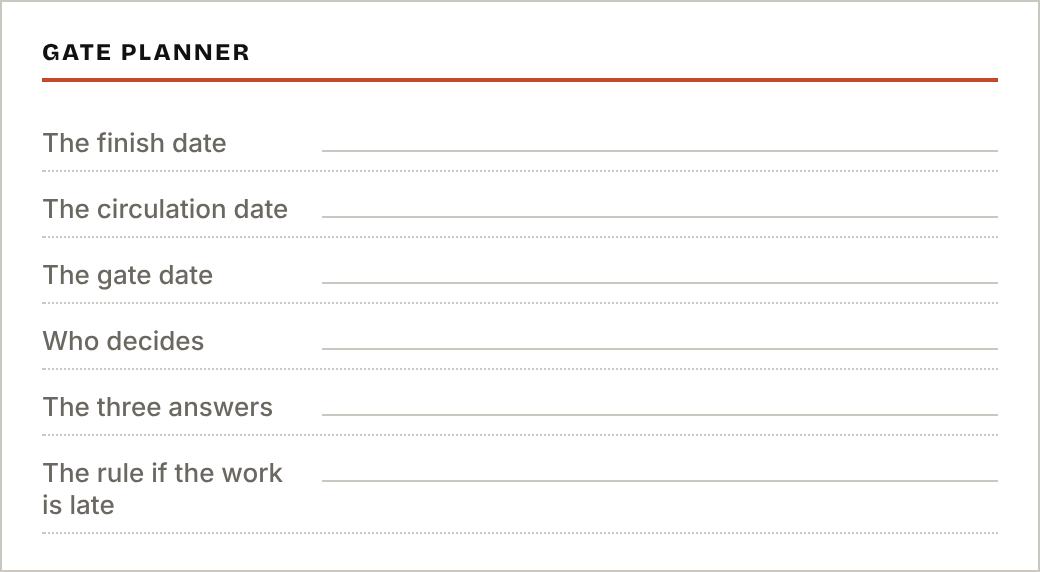 GATE PLANNER
The finish date
The circulation date
The gate date
Who decides
The three answers
The rule if the work
is late